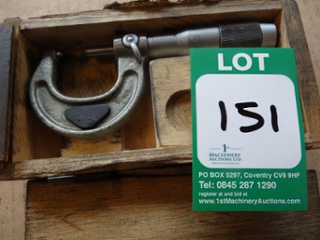 LOT
151
1st
MACHINERY
AUCTIONS LTD
PO BOX 5297, Coventry CV6 9HF
Tel: 0845 287 1290
register at and bid at
www.1stMachineryAuctions.com